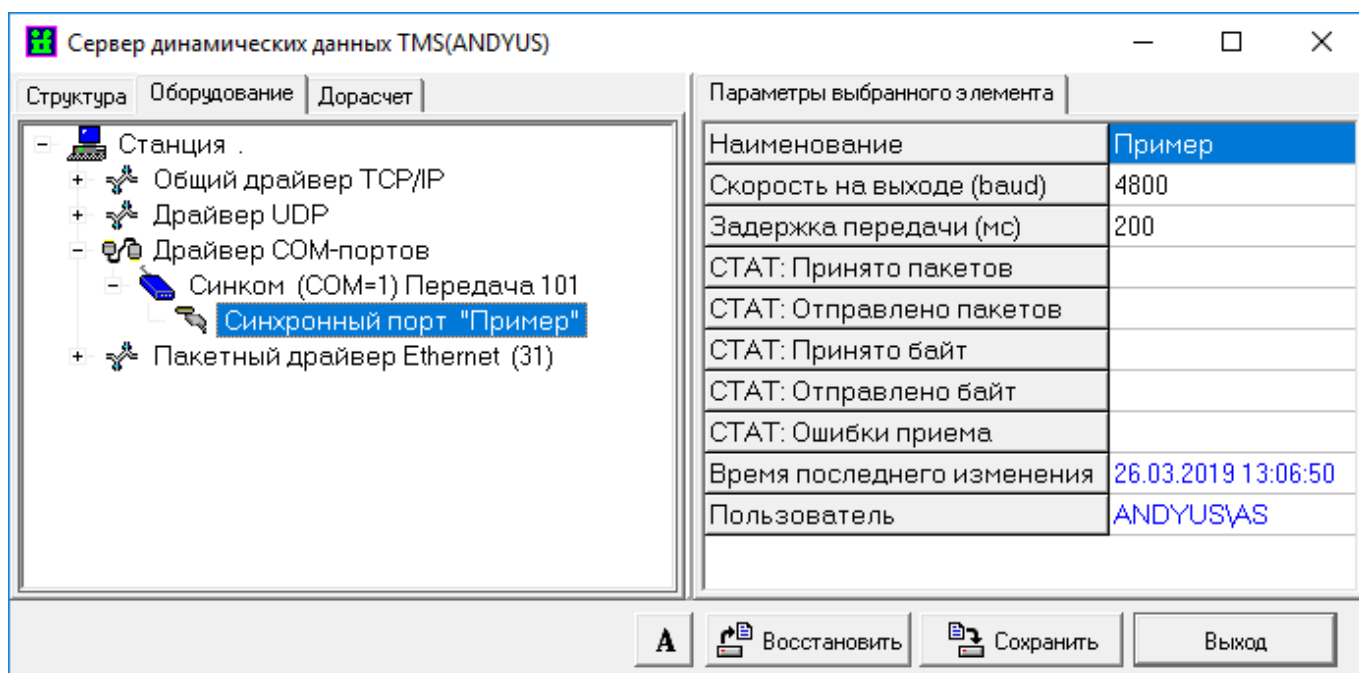 Сервер динамических данных TMS(ANDYUS)
Структура Оборудование Дорасчет
Станция .
Общий драйвер TCP/IP
Драйвер UDP
Драйвер COM-портов
Синком (COM=1) Передача 101
Синхронный порт "Пример"
Пакетный драйвер Ethernet (31)
Параметры выбранного элемента
Наименование Пример
Скорость на выходе (baud) 4800
Задержка передачи (мс) 200
СТАТ: Принято пакетов
СТАТ: Отправлено пакетов
СТАТ: Принято байт
СТАТ: Отправлено байт
СТАТ: Ошибки приема
Время последнего изменения 26.03.2019 13:06:50
Пользователь ANDYUS\AS
A Восстановить Сохранить Выход